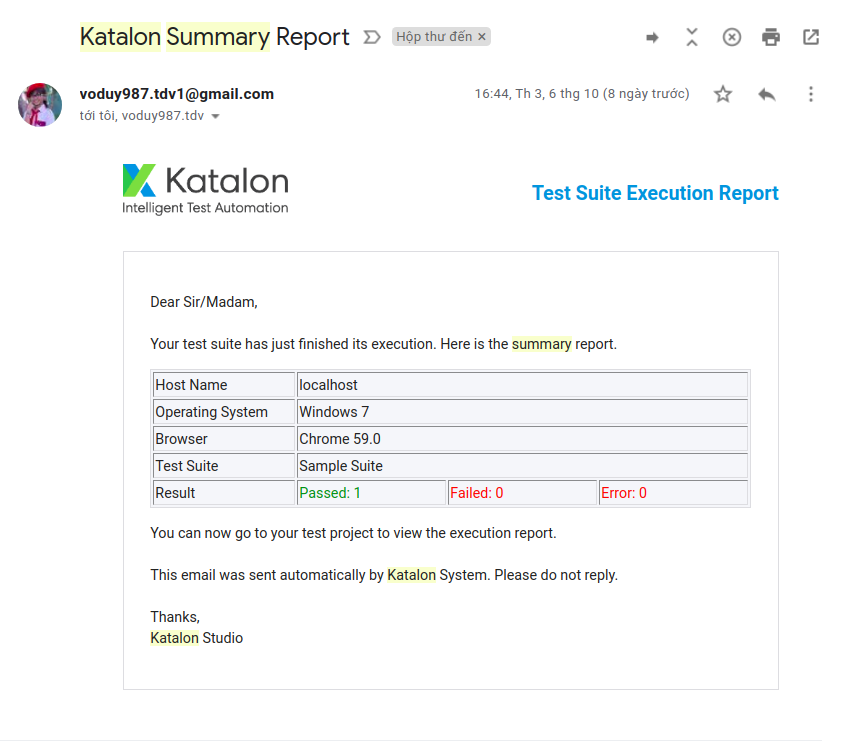 Katalon Summary Report Hộp thư đến ×
voduy987.tdv1@gmail.com 16:44, Th 3, 6 thg 10 (8 ngày trước)
tới tôi, voduy987.tdv
Katalon
Intelligent Test Automation
Test Suite Execution Report
Dear Sir/Madam,
Your test suite has just finished its execution. Here is the summary report.
Host Name localhost
Operating System Windows 7
Browser Chrome 59.0
Test Suite Sample Suite
Result Passed: 1 Failed: 0 Error: 0
You can now go to your test project to view the execution report.
This email was sent automatically by Katalon System. Please do not reply.
Thanks,
Katalon Studio